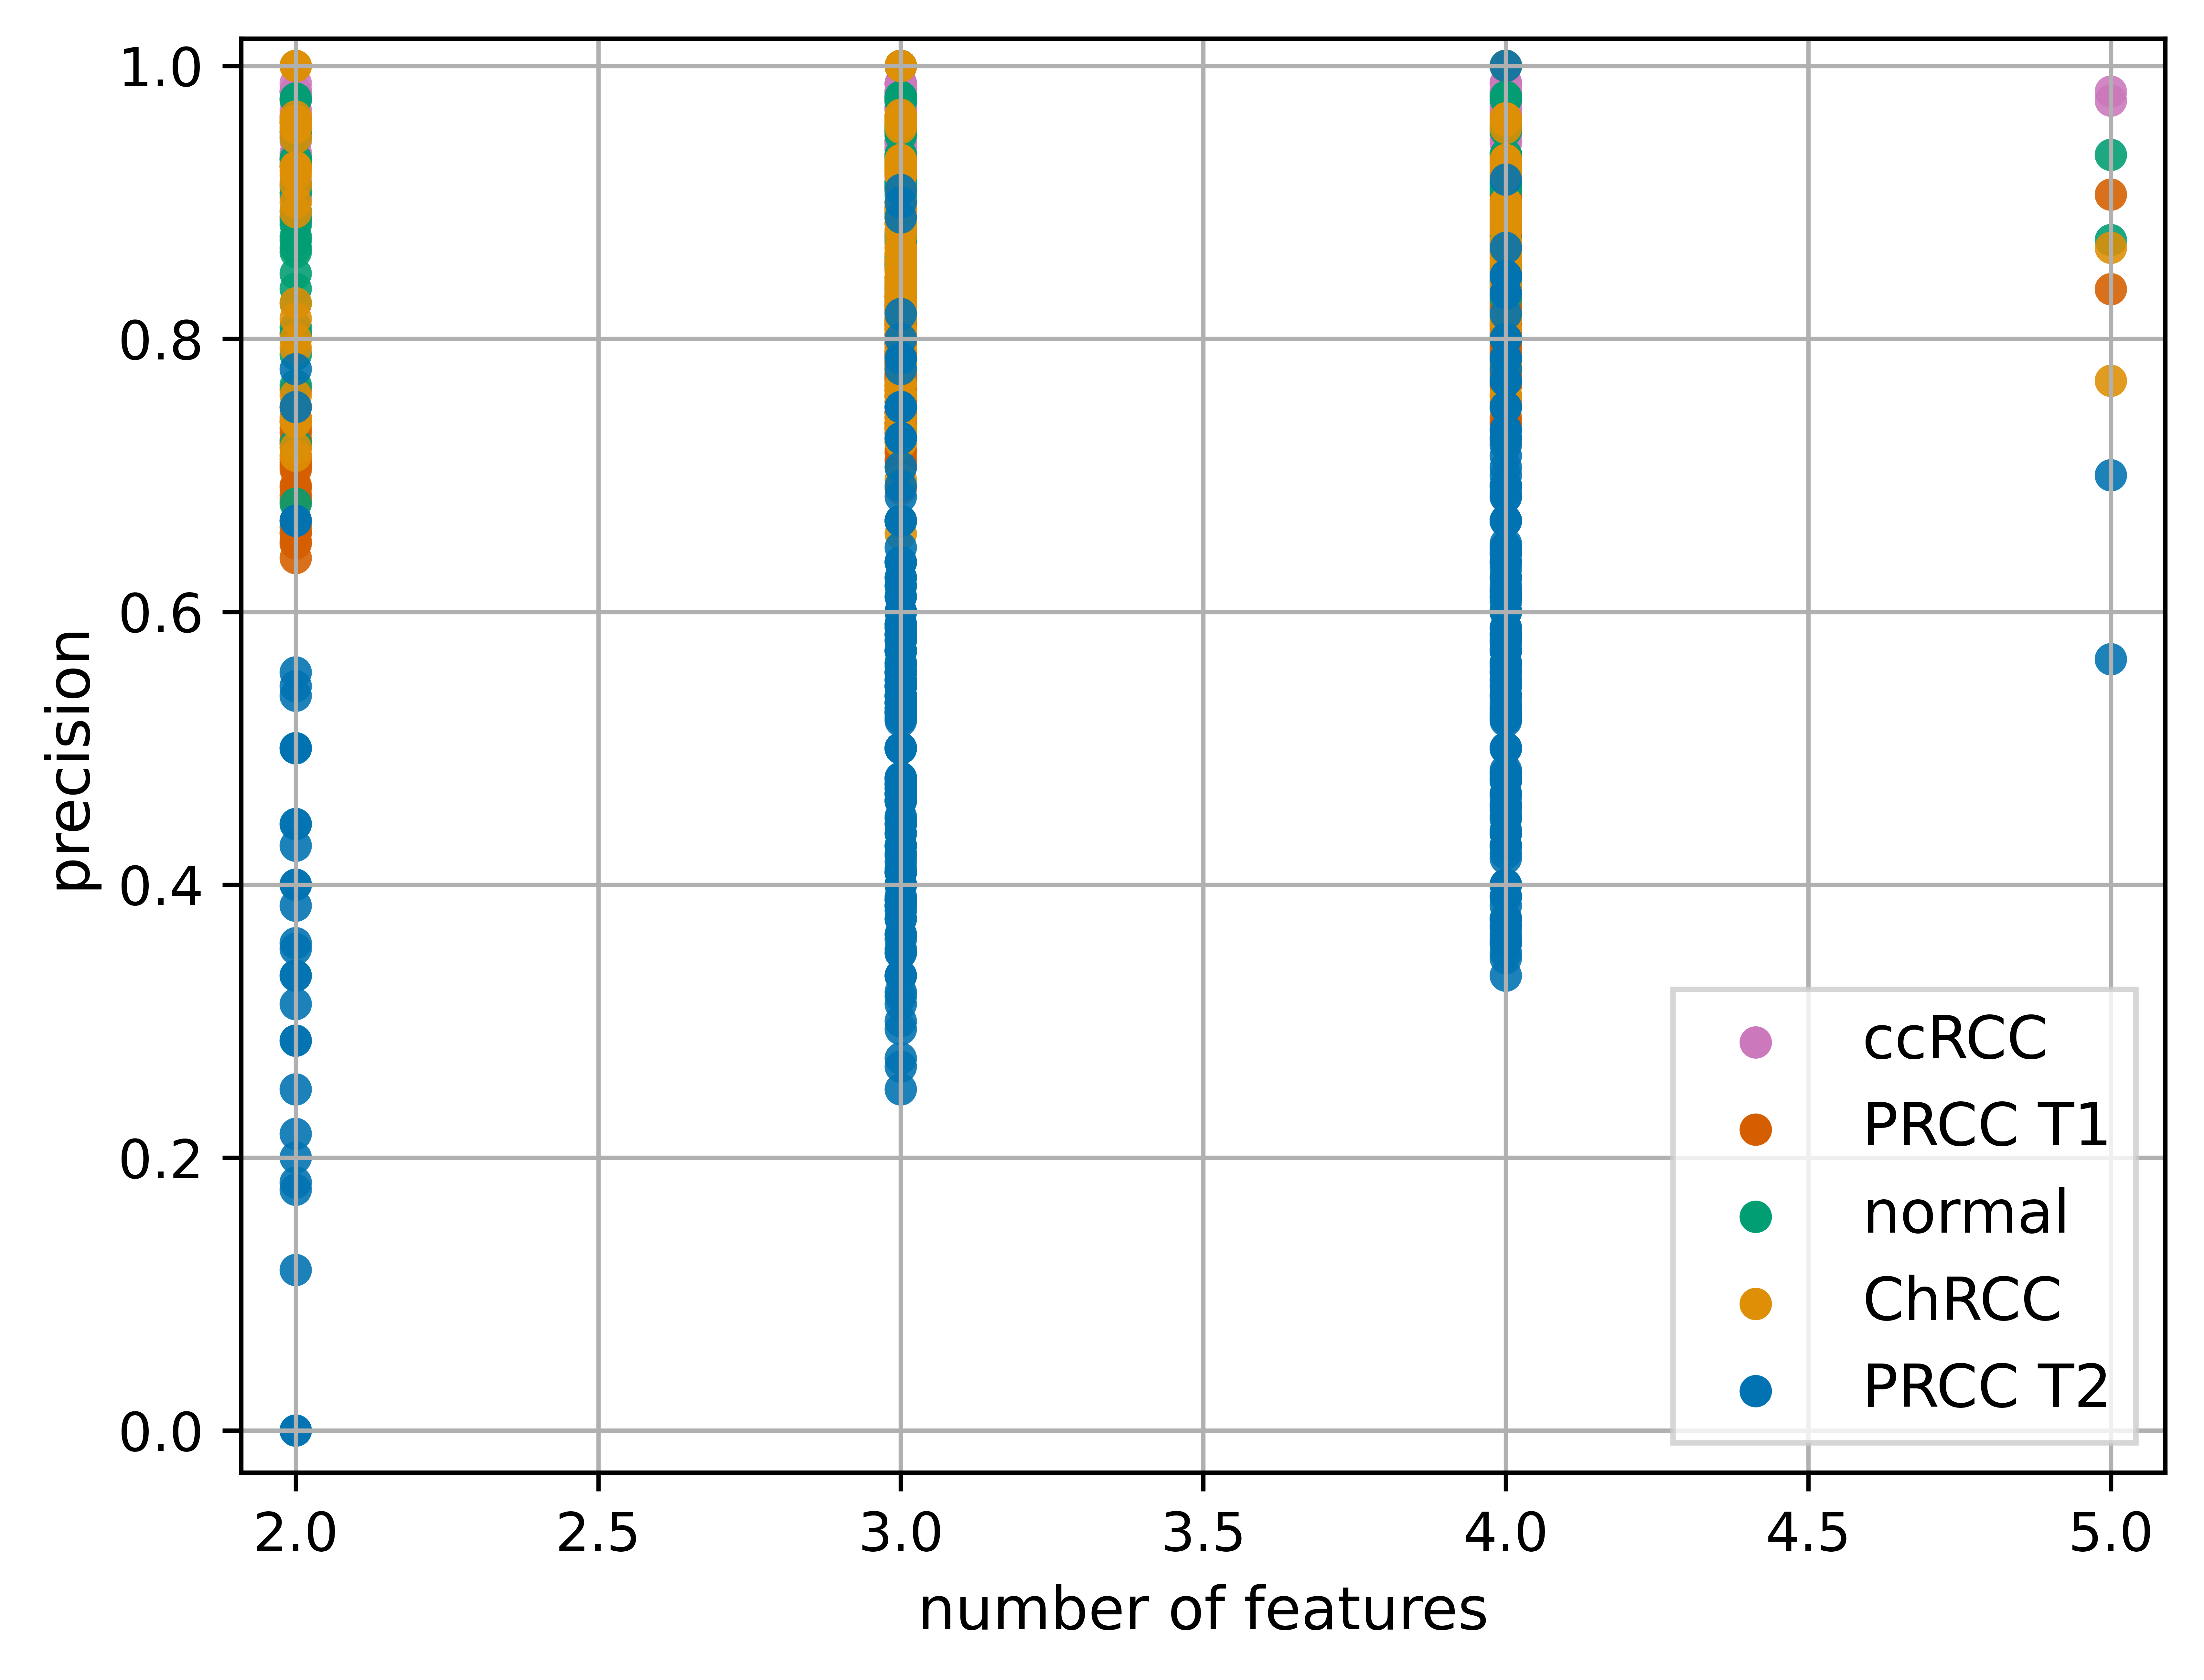 1.0
0.8
0.6
0.4
0.2
0.0
precision
2.0 2.5 3.0 3.5 4.0 4.5 5.0
number of features
ccRCC
PRCC T1
normal
ChRCC
PRCC T2